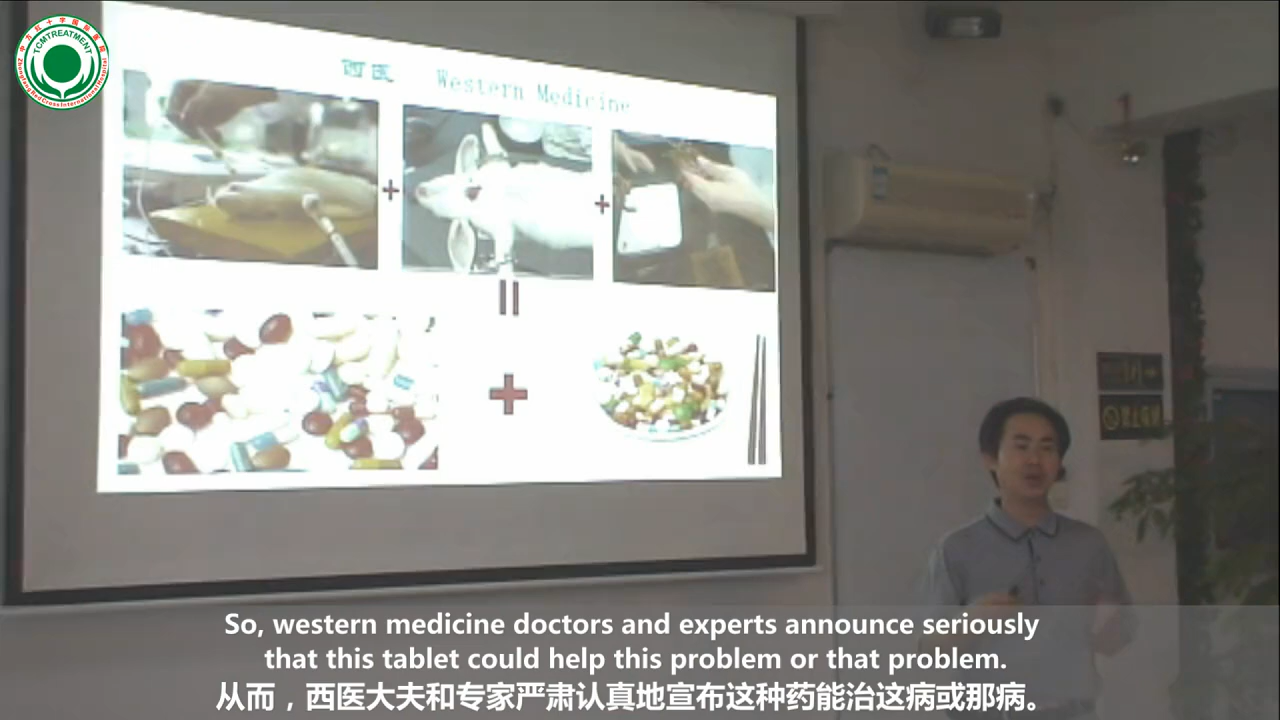 TCMTREATMENT
西医 Western Medicine
So, western medicine doctors and experts announce seriously
that this tablet could help this problem or that problem.
从而，西医大夫和专家严肃认真地宣布这种药能治这病或那病。